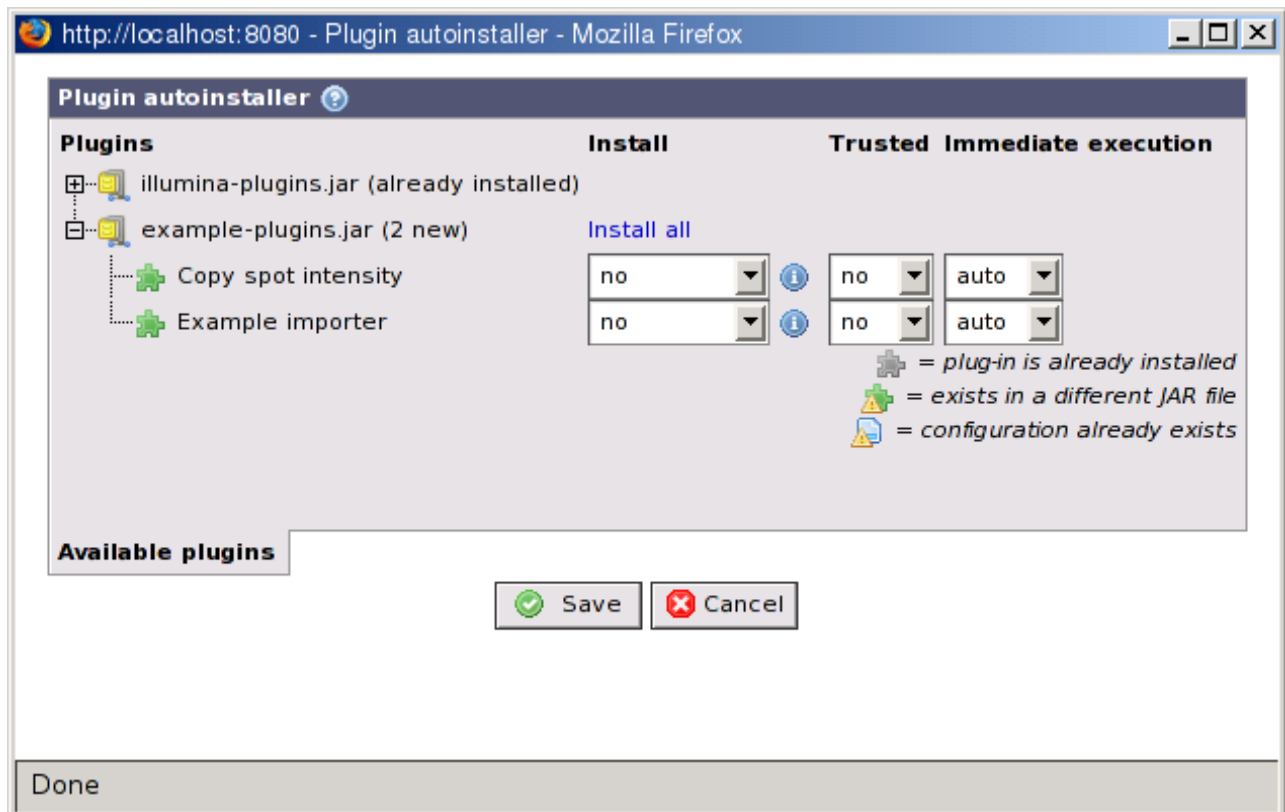 http://localhost:8080 - Plugin autoinstaller - Mozilla Firefox
Plugin autoinstaller
Plugins Install Trusted Immediate execution
illumina-plugins.jar (already installed)
example-plugins.jar (2 new) Install all
Copy spot intensity no no auto
Example importer no no auto
= plug-in is already installed
= exists in a different JAR file
= configuration already exists
Available plugins
Save Cancel
Done